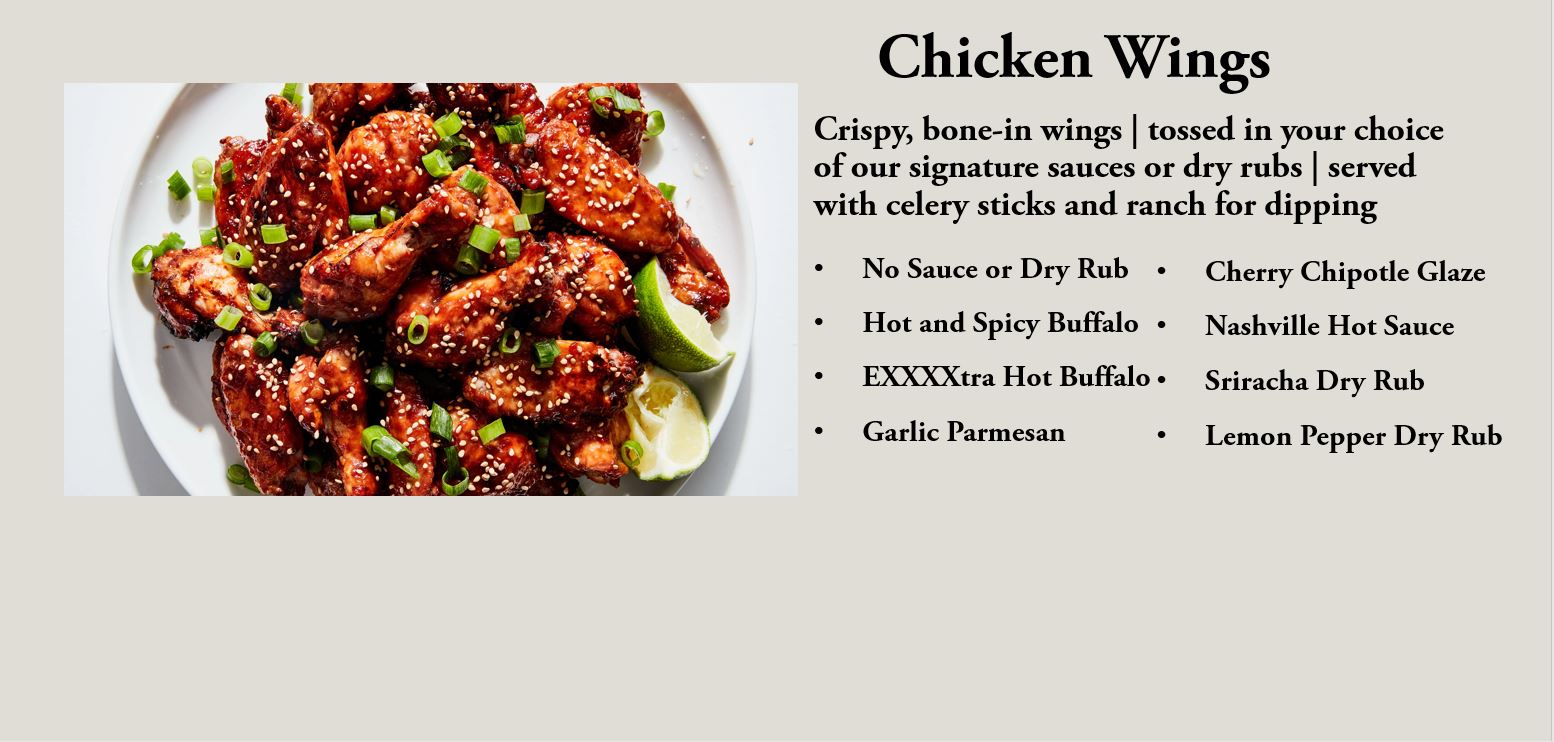 Chicken Wings
Crispy, bone-in wings | tossed in your choice
of our signature sauces or dry rubs | served
with celery sticks and ranch for dipping
• No Sauce or Dry Rub
• Hot and Spicy Buffalo
• EXXXXtra Hot Buffalo
• Garlic Parmesan
• Cherry Chipotle Glaze
• Nashville Hot Sauce
• Sriracha Dry Rub
• Lemon Pepper Dry Rub